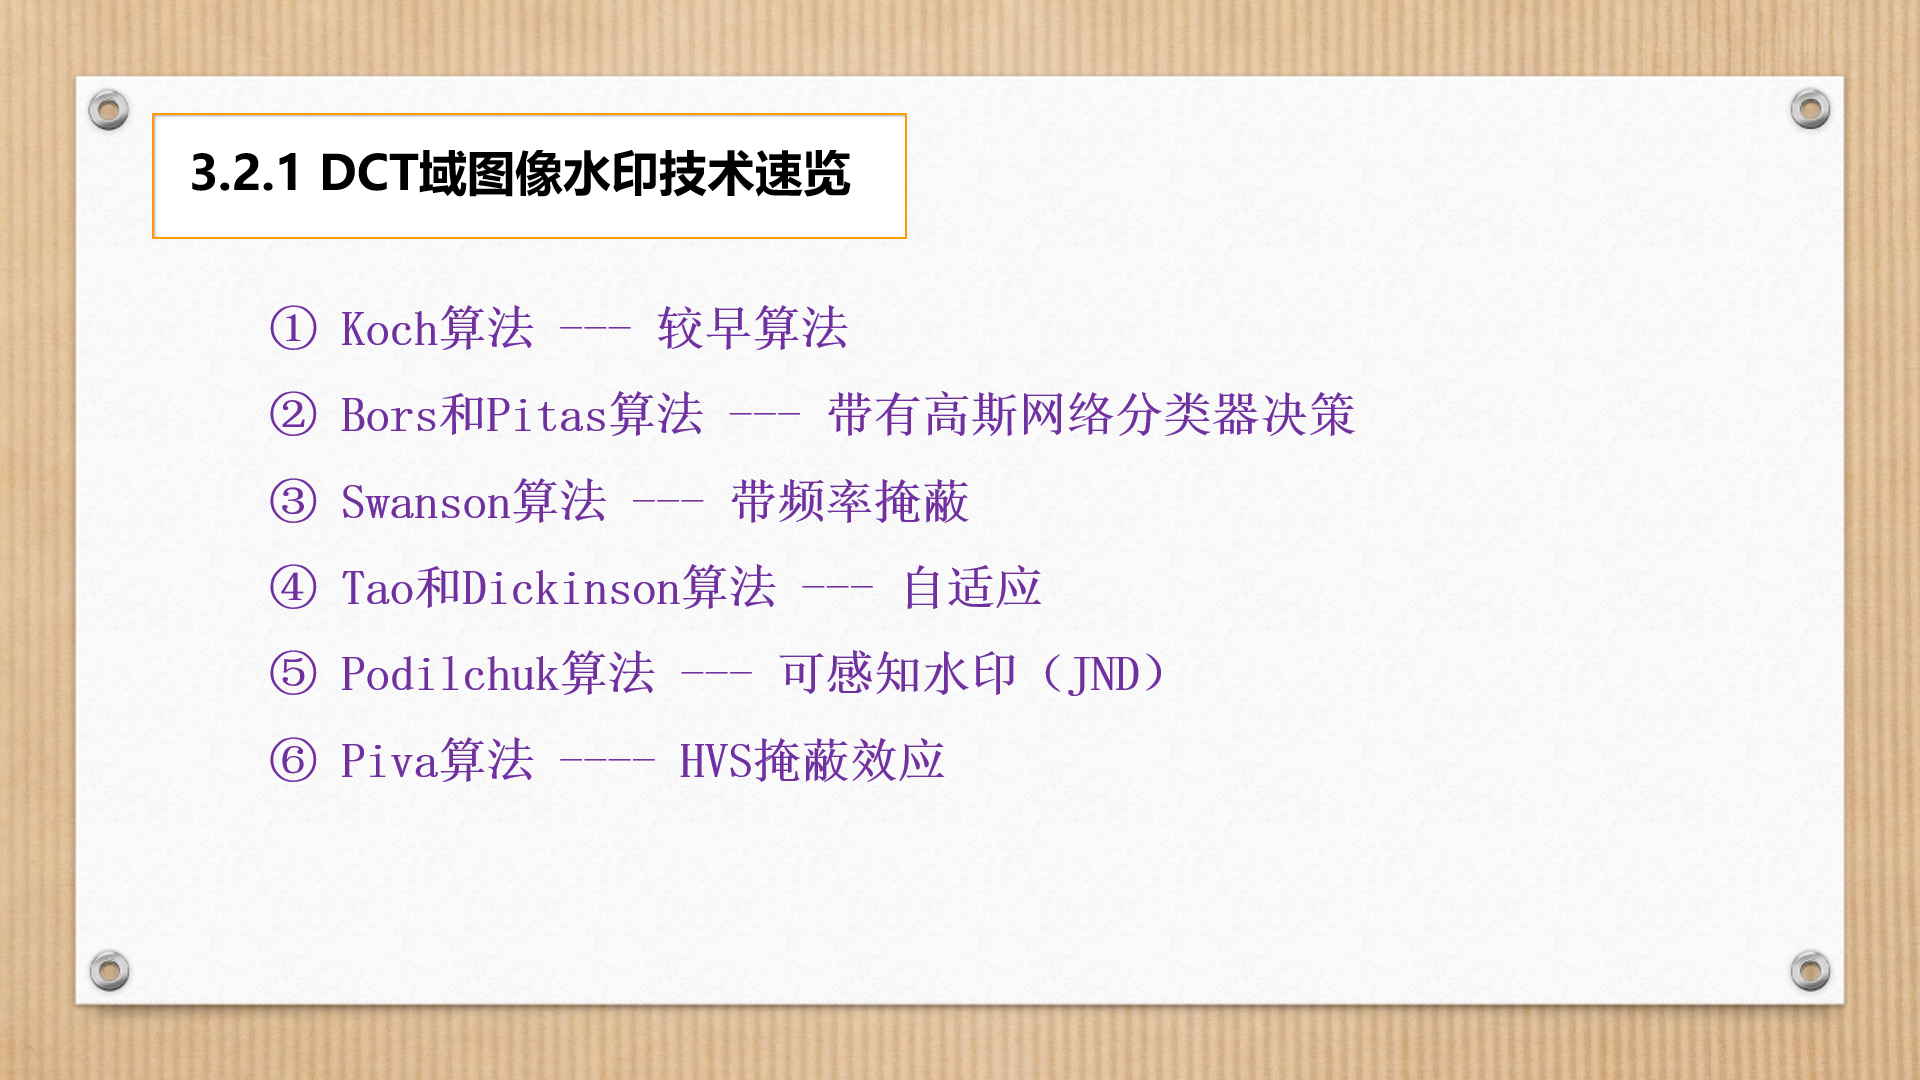 3.2.1 DCT域图像水印技术速览
① Koch算法 --- 较早算法
② Bors和Pitas算法 --- 带有高斯网络分类器决策
③ Swanson算法 --- 带频率掩蔽
④ Tao和Dickinson算法 --- 自适应
⑤ Podilchuk算法 --- 可感知水印（JND）
⑥ Piva算法 ---- HVS掩蔽效应